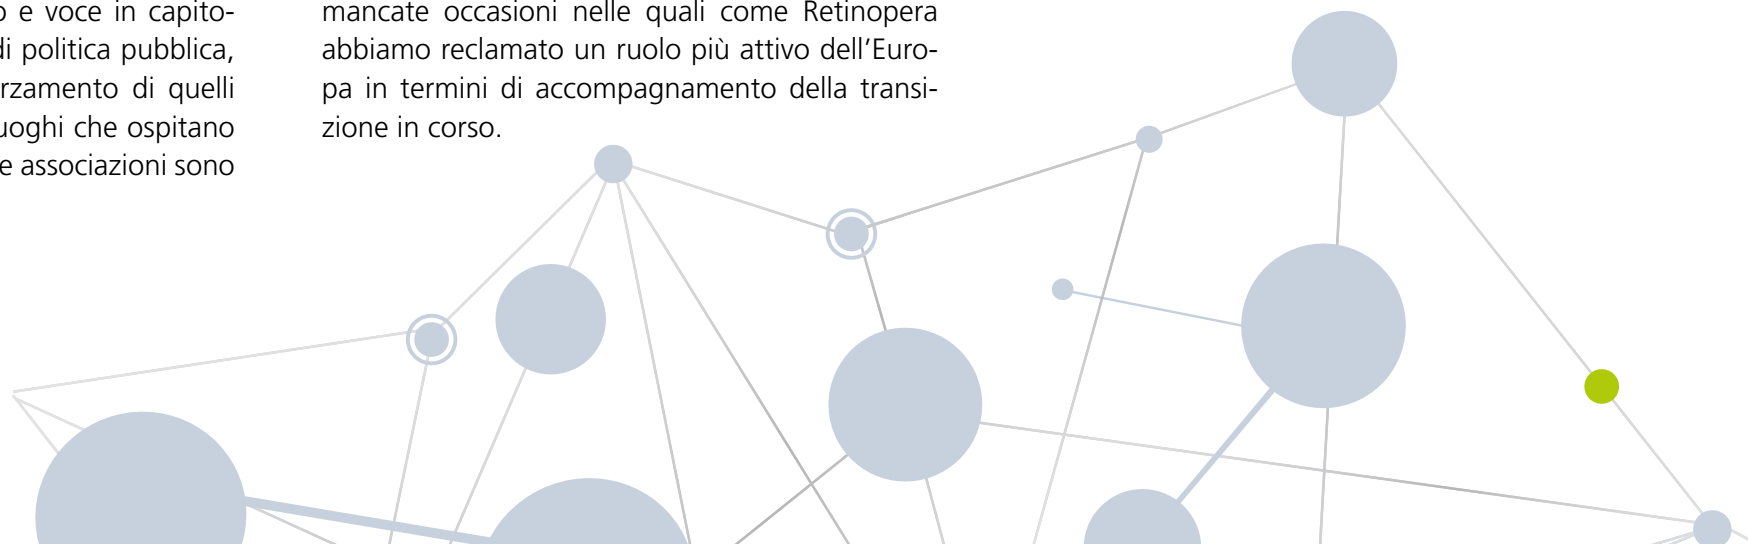 e voce in capito-
di politica pubblica,
rzamento di quelli
uoghi che ospitano
e associazioni sono
mancate occasioni nelle quali come Retinopera
abbiamo reclamato un ruolo più attivo dell'Euro-
pa in termini di accompagnamento della transi-
zione in corso.